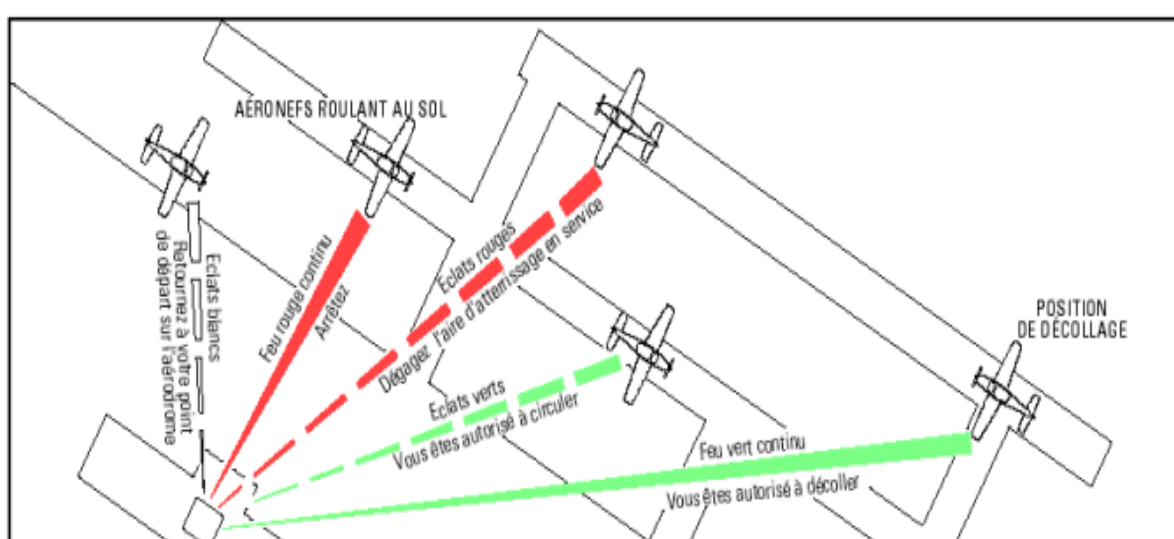 AÉRONEFS ROULANT AU SOL
Eclats blancs
Retournez à votre point
de départ sur l'aérodrome
Feu rouge continu
Arrêtez
Eclats rouges
Dégagez l'aire d'atterrissage en service
Eclats verts
Vous êtes autorisé à circuler
Feu vert continu
Vous êtes autorisé à décoller
POSITION
DE DÉCOLLAGE